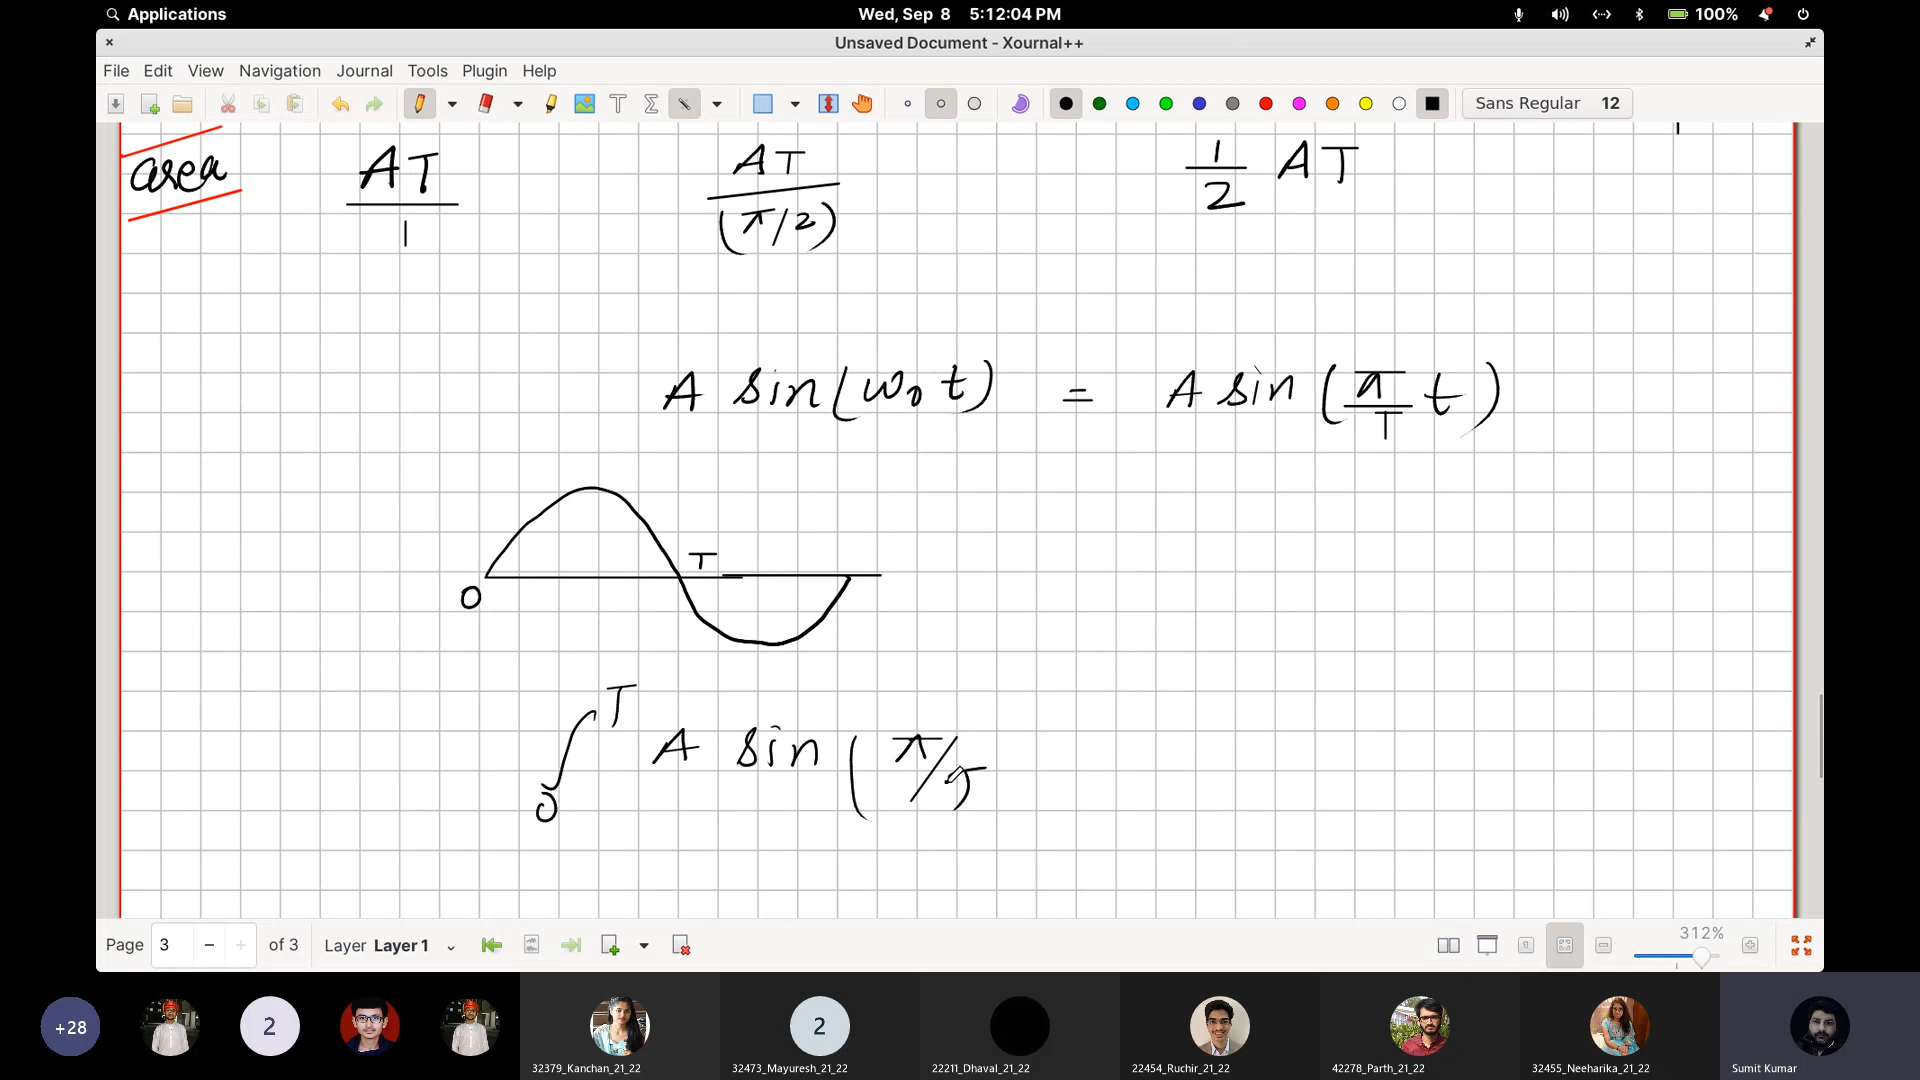 Applications Wed, Sep 8 5:12:04 PM 100%
Unsaved Document - Xournal++
File Edit View Navigation Journal Tools Plugin Help
Sans Regular 12
area AT/1 AT/(π/2) 1/2 AT
A sin(ω₀t) = A sin(π/T t)
T
0
∫₀ᵀ A sin(π/T
312%
Page 3 of 3 Layer Layer 1
+28 2 2
32379_Kanchan_21_22 32473_Mayuresh_21_22 22211_Dhaval_21_22 22454_Ruchir_21_22 42278_Parth_21_22 32455_Neeharika_21_22 Sumit Kumar